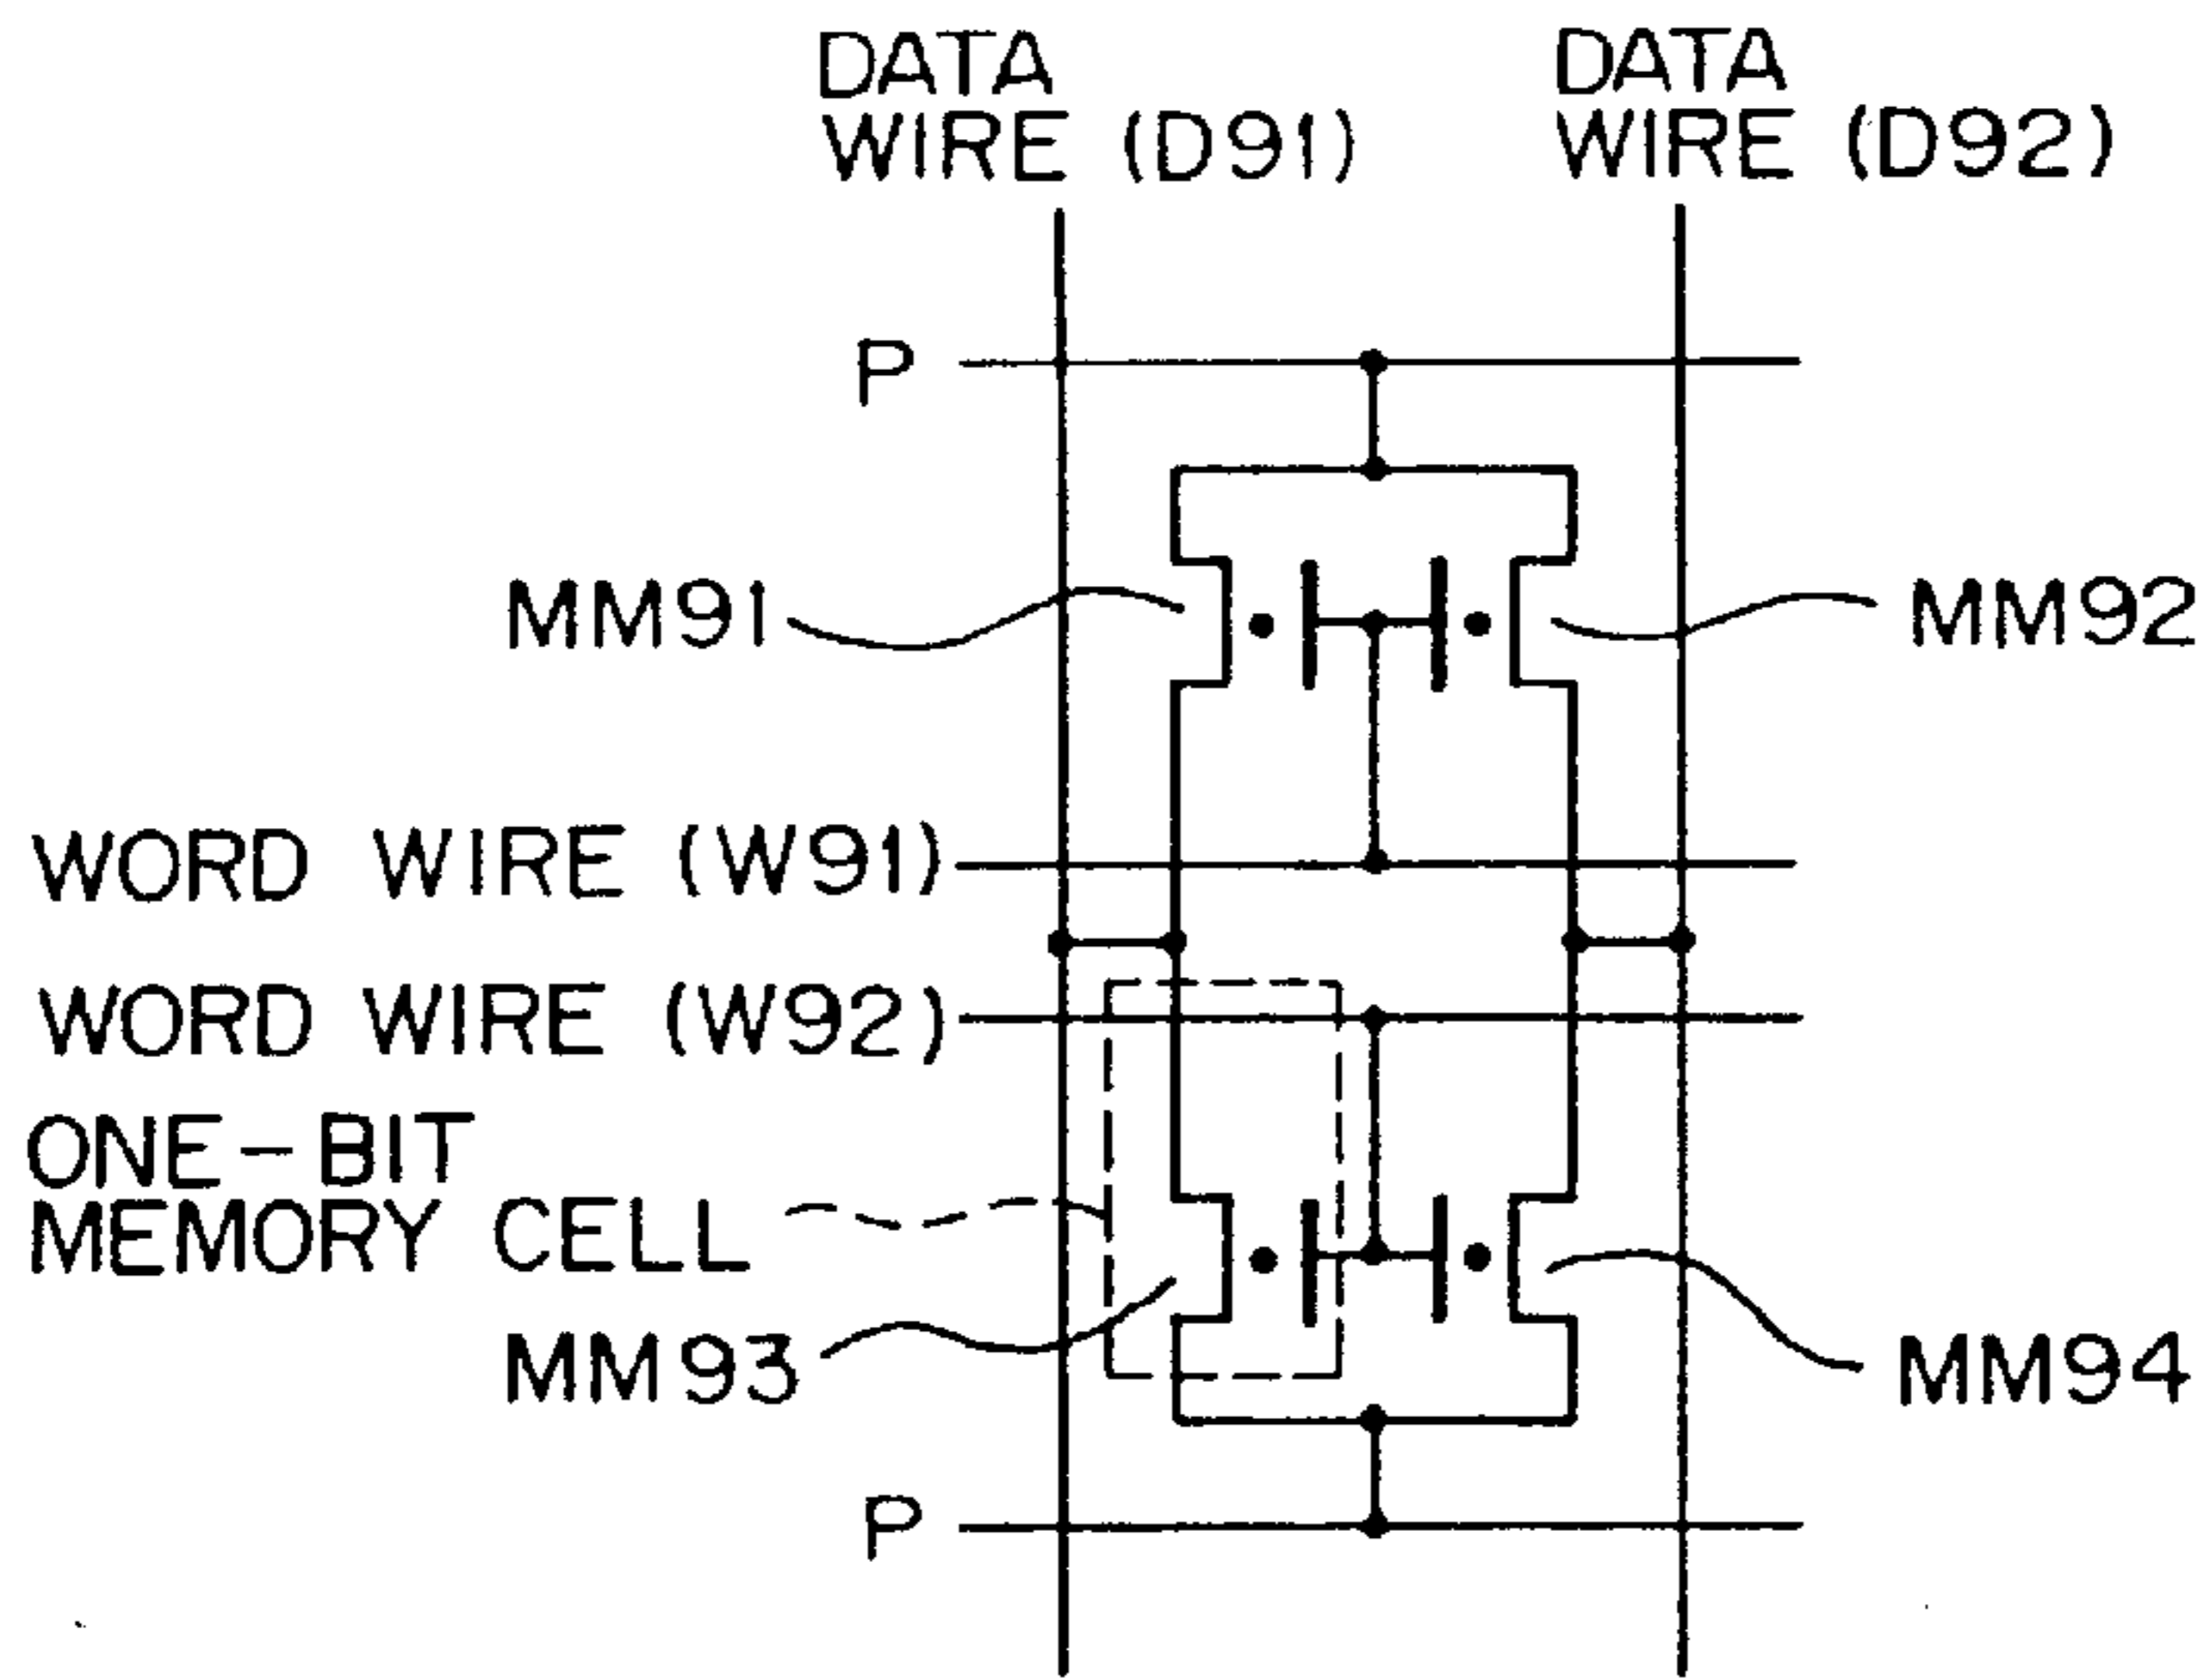 DATA
WIRE (D91)
DATA
WIRE (D92)
P
MM91
MM92
WORD WIRE (W91)
WORD WIRE (W92)
ONE-BIT
MEMORY CELL
MM93
MM94
P